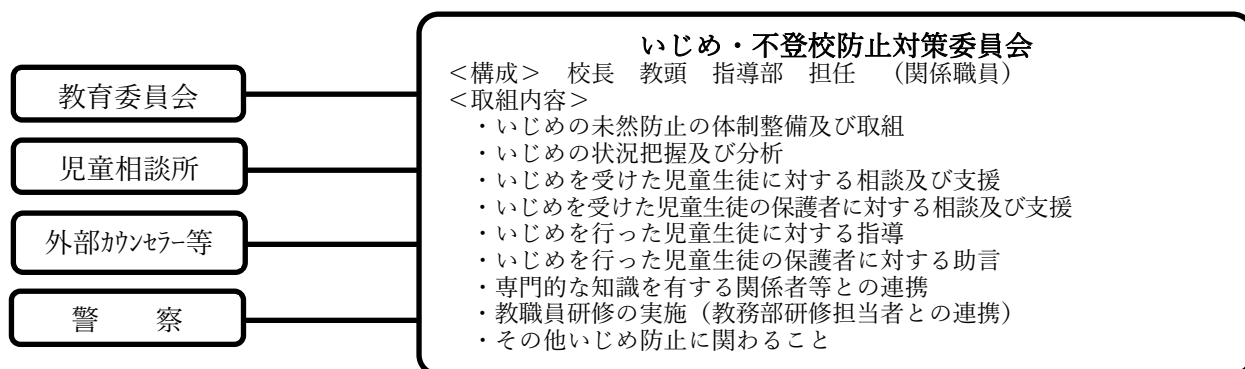 教育委員会
児童相談所
外部ｶｳﾝｾﾗｰ等
警　　察
いじめ・不登校防止対策委員会
＜構成＞　校長　教頭　指導部　担任　（関係職員）
＜取組内容＞
・いじめの未然防止の体制整備及び取組
・いじめの状況把握及び分析
・いじめを受けた児童生徒に対する相談及び支援
・いじめを受けた児童生徒の保護者に対する相談及び支援
・いじめを行った児童生徒に対する指導
・いじめを行った児童生徒の保護者に対する助言
・専門的な知識を有する関係者等との連携
・教職員研修の実施（教務部研修担当者との連携）
・その他いじめ防止に関わること